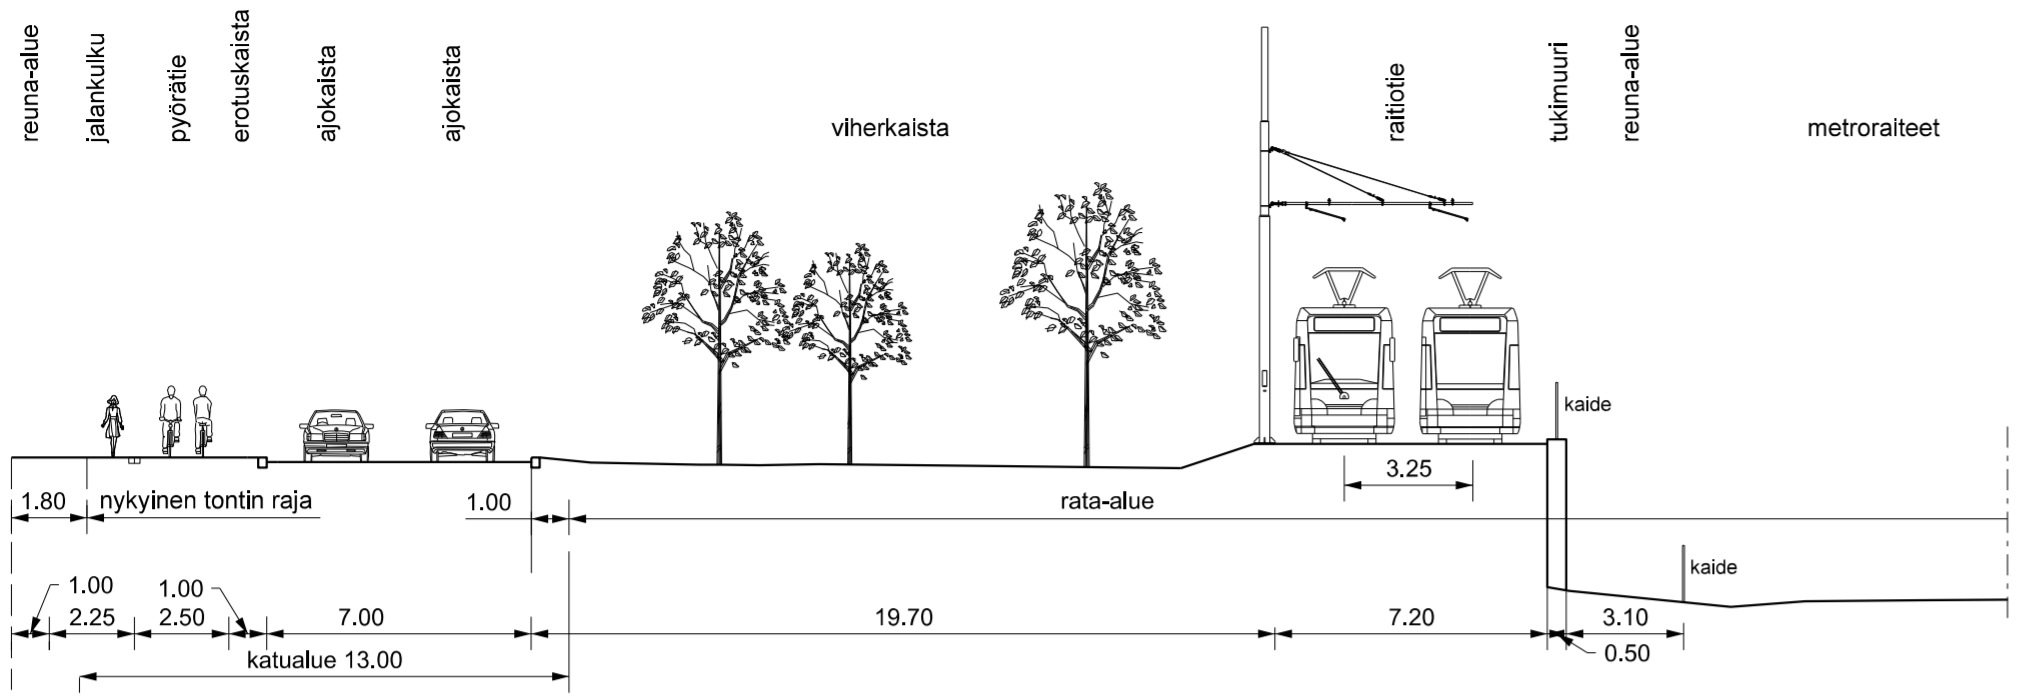 reuna-alue
jalankulku
pyörätie
erotuskaista
ajokaista
ajokaista
viherkaista
raitiotie
tukimuuri
reuna-alue
metroraiteet
kaide
3.25
1.80
nykyinen tontin raja
1.00
rata-alue
kaide
1.00
1.00
2.25
2.50
7.00
19.70
7.20
3.10
0.50
katualue 13.00